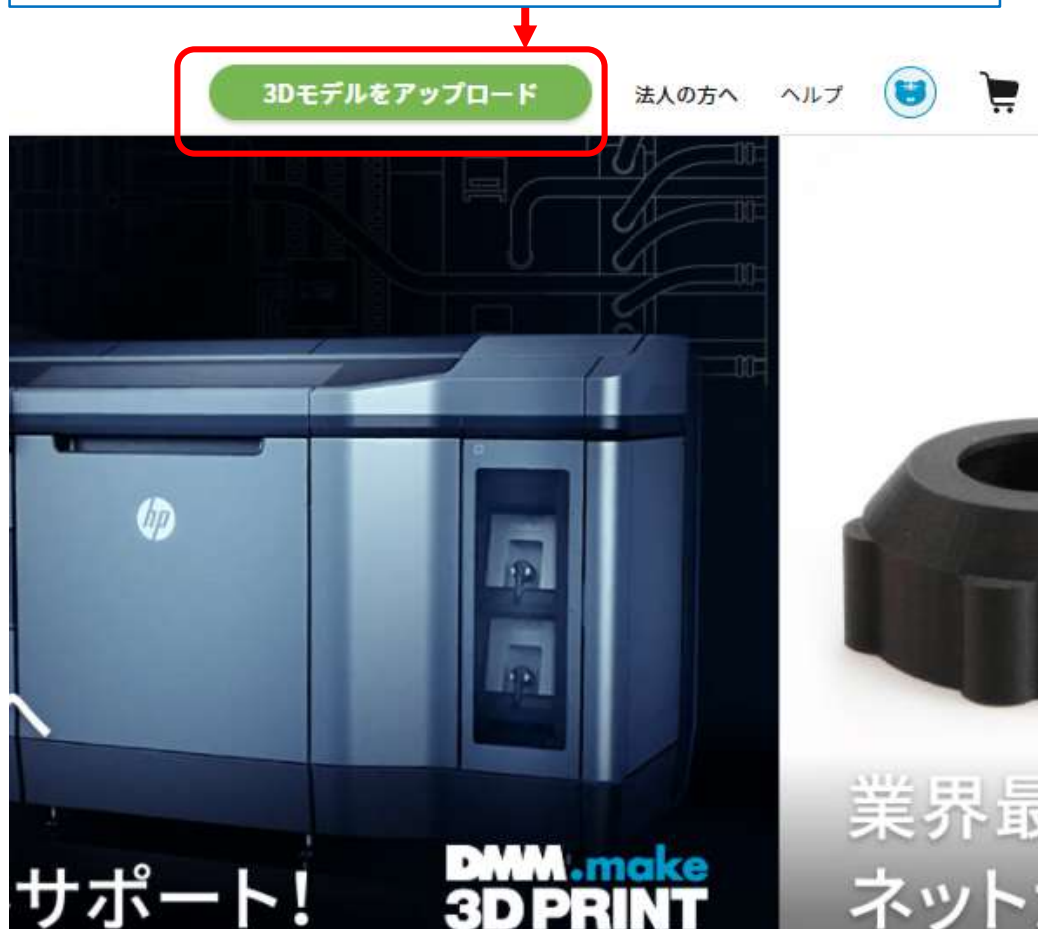 3Dモデルをアップロード
法人の方へ
ヘルプ
hp
へ
サポート!
DMM.make
3D PRINT
業界最
ネット